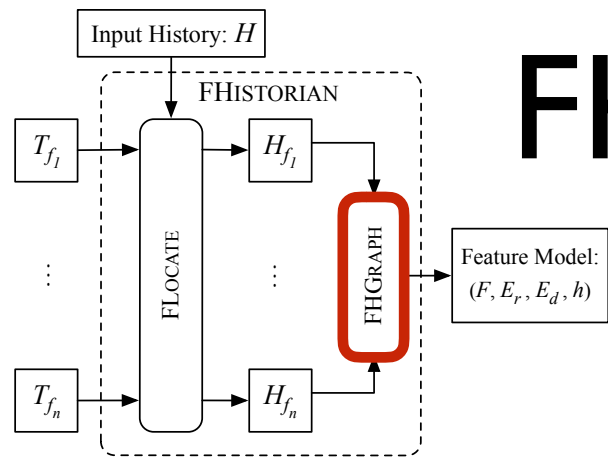 Input History: H
FH
FHISTORIAN
T_{f_1}
H_{f_1}
FLOCATE
FHGRAPH
Feature Model:
(F, E_r, E_d, h)
⋮
⋮
T_{f_n}
H_{f_n}